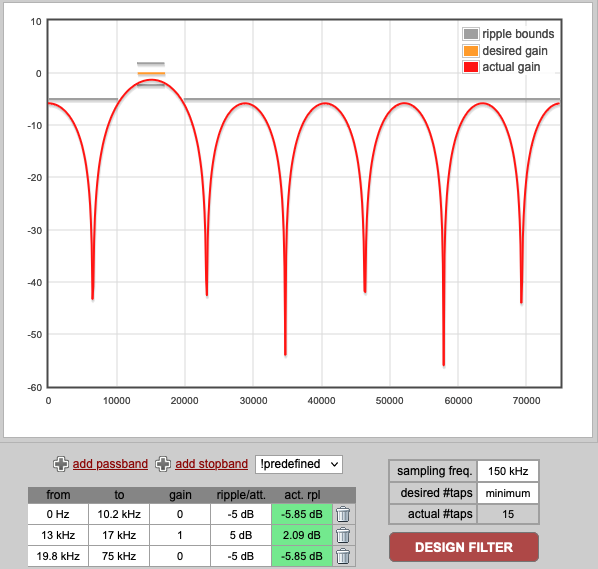 10
ripple bounds
desired gain
actual gain
0
-10
-20
-30
-40
-50
-60
0 10000 20000 30000 40000 50000 60000 70000
add passband add stopband !predefined
from to gain ripple/att. act. rpl
0 Hz 10.2 kHz 0 -5 dB -5.85 dB
13 kHz 17 kHz 1 5 dB 2.09 dB
19.8 kHz 75 kHz 0 -5 dB -5.85 dB
sampling freq. 150 kHz
desired #taps minimum
actual #taps 15
DESIGN FILTER